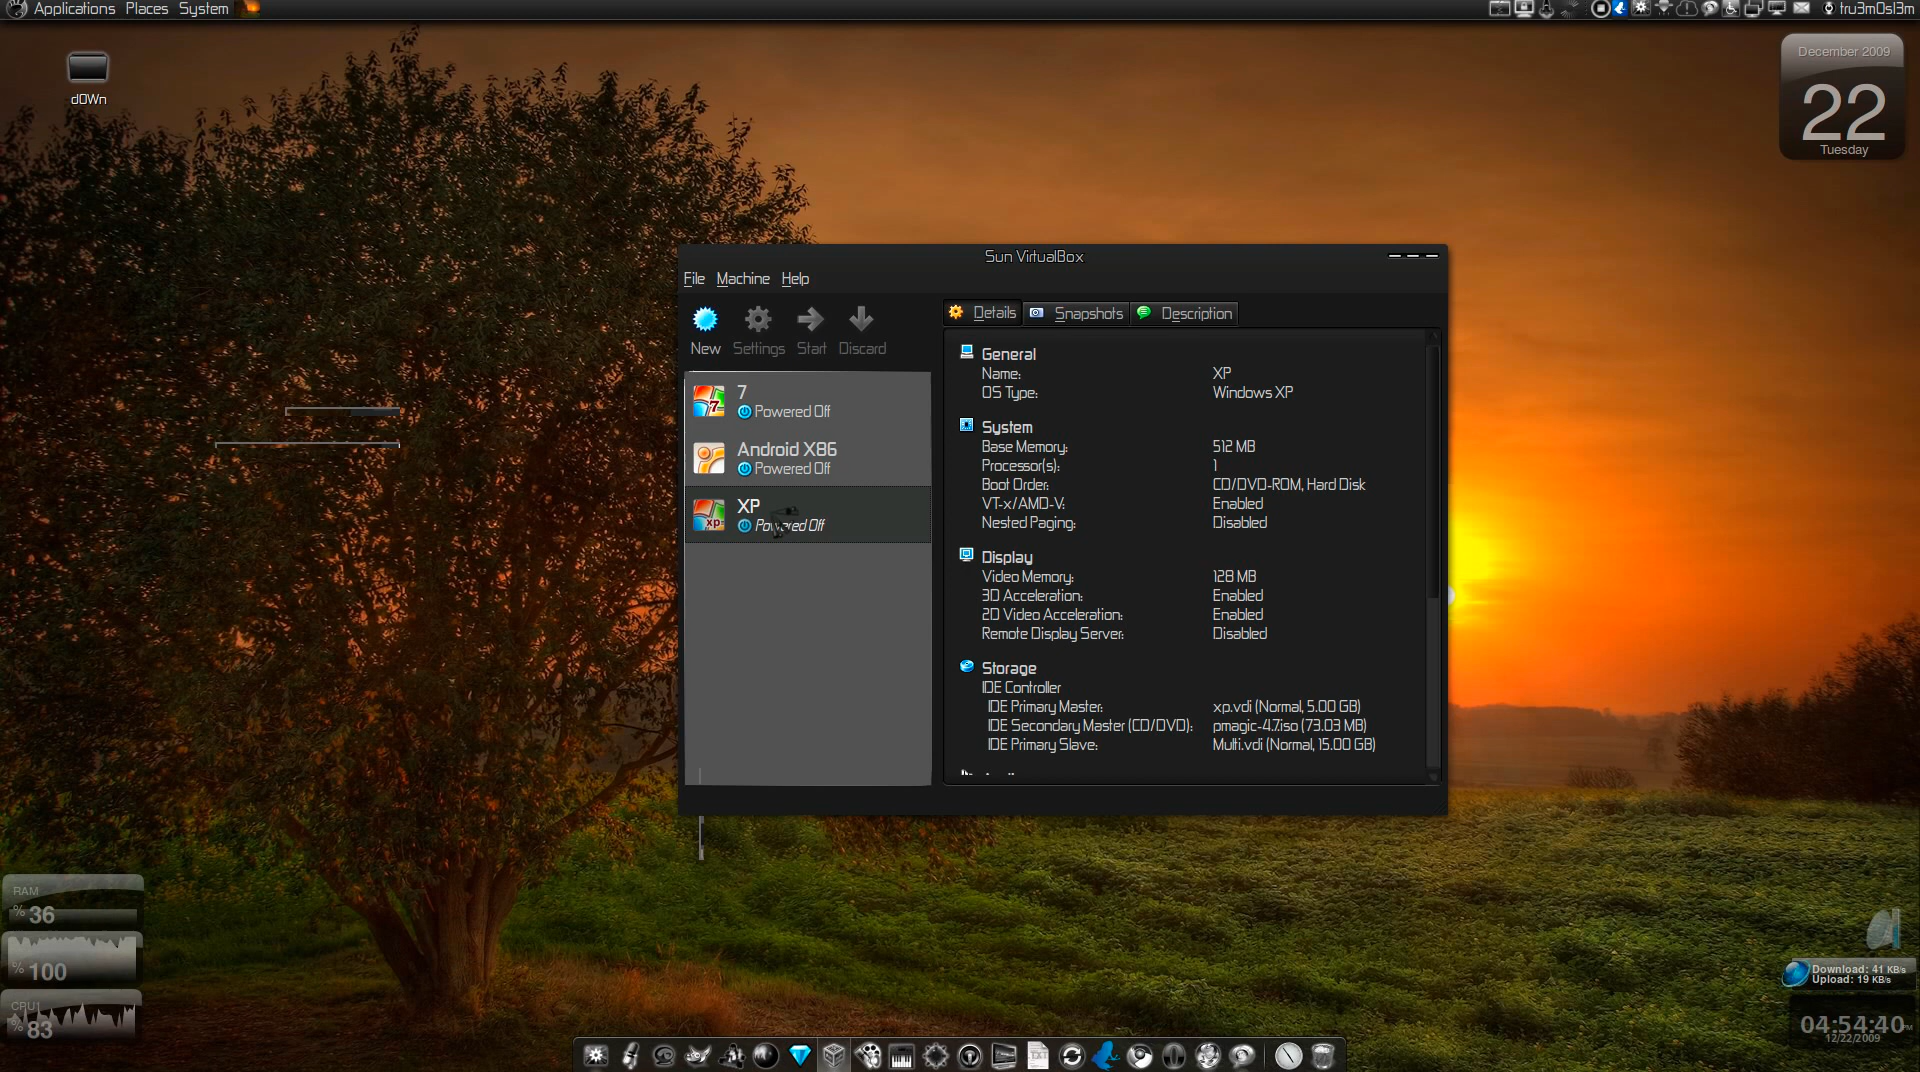 Applications Places System
tru3m0sl3m
d0Wn
December 2009
22
Tuesday
Sun VirtualBox
File Machine Help
New Settings Start Discard
Details Snapshots Description
7
Powered Off
Android X86
Powered Off
XP
Powered Off
General
Name: XP
OS Type: Windows XP
System
Base Memory: 512 MB
Processor(s): 1
Boot Order: CD/DVD-ROM, Hard Disk
VT-x/AMD-V: Enabled
Nested Paging: Disabled
Display
Video Memory: 128 MB
3D Acceleration: Enabled
2D Video Acceleration: Enabled
Remote Display Server: Disabled
Storage
IDE Controller
IDE Primary Master: xp.vdi (Normal, 5.00 GB)
IDE Secondary Master (CD/DVD): pmagic-4.7.iso (73.03 MB)
IDE Primary Slave: Multi.vdi (Normal, 15.00 GB)
RAM
% 36
% 100
CPU1
% 83
Download: 41 KB/s
Upload: 19 KB/s
04:54:40 PM
12/22/2009
TXT